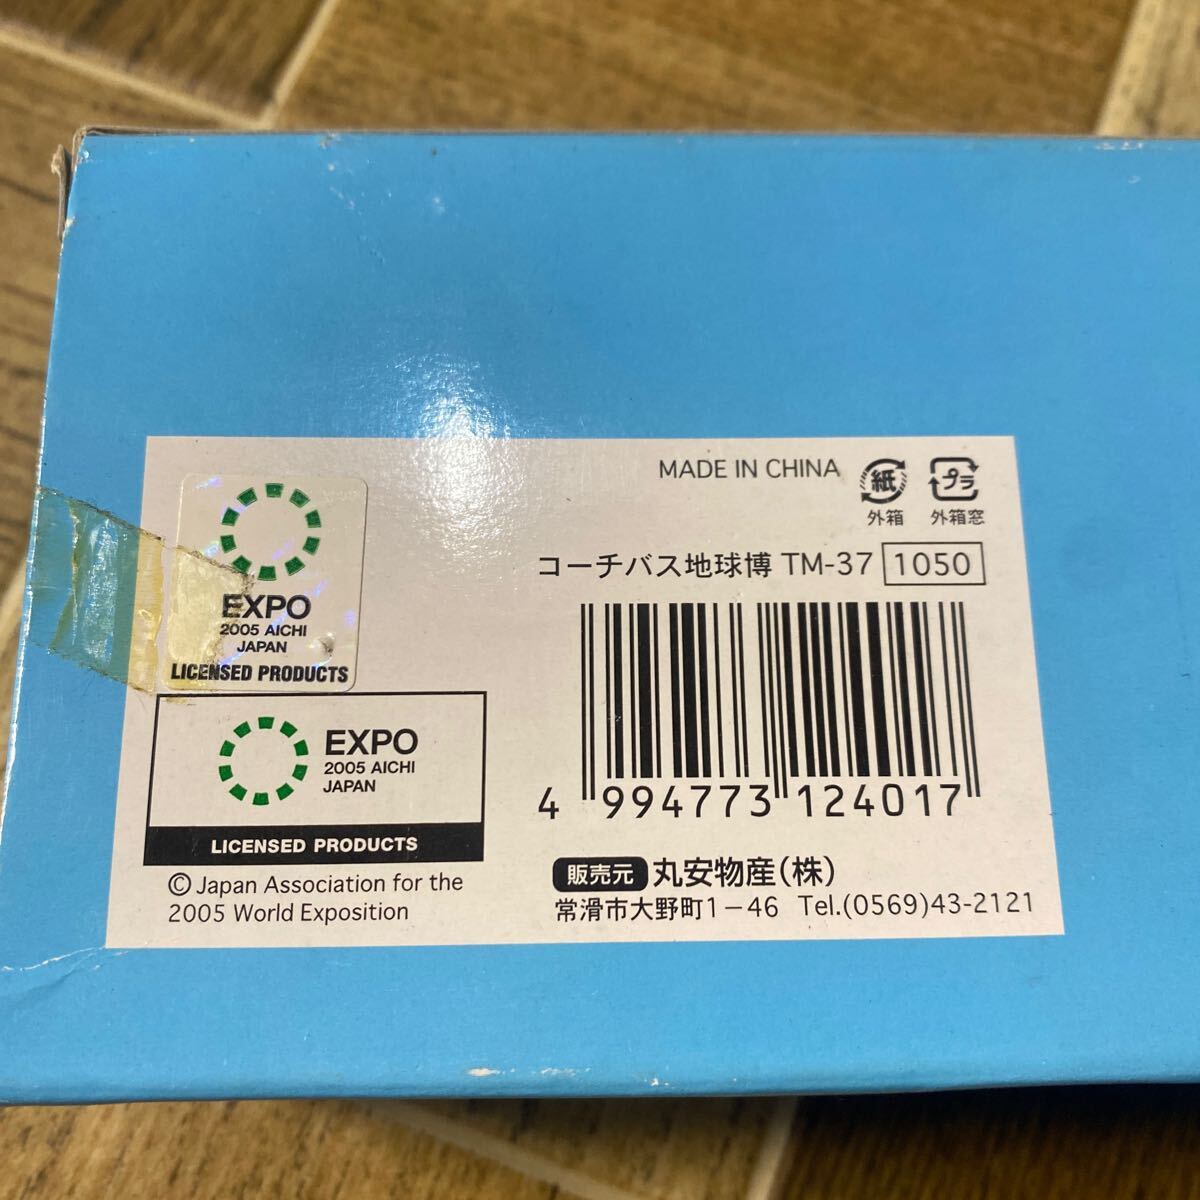 MADE IN CHINA
紙
外箱
プラ
外箱窓
コーチバス地球博 TM-37 1050
EXPO
2005 AICHI
JAPAN
LICENSED PRODUCTS
EXPO
2005 AICHI
JAPAN
LICENSED PRODUCTS
© Japan Association for the
2005 World Exposition
4 994773 124017
販売元 丸安物産(株)
常滑市大野町1-46 Tel.(0569)43-2121